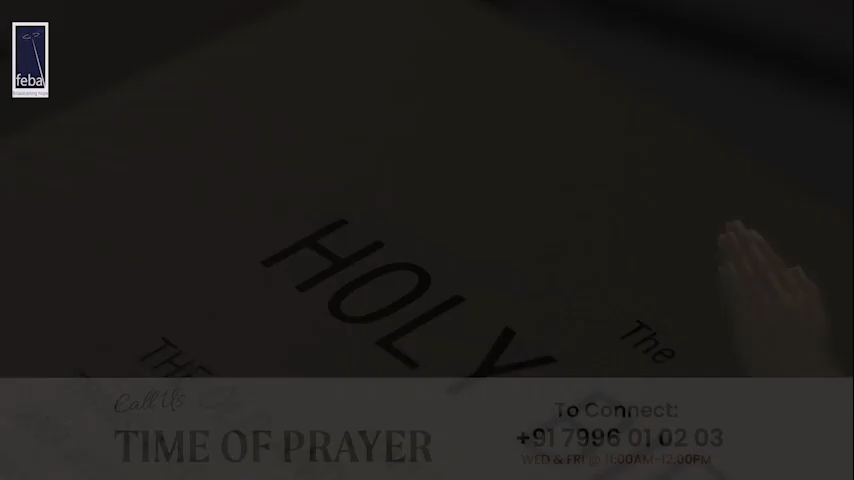 feba
HOLY
The
THE
Call Us
TIME OF PRAYER
To Connect:
+91 7996 01 02 03
WED & FRI @ 11:00AM-12:00PM